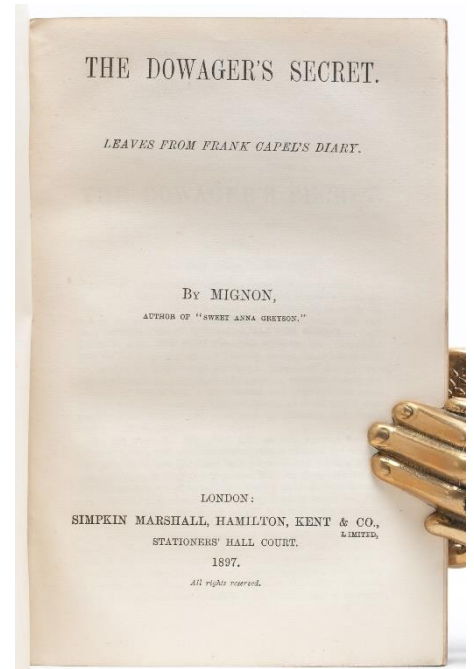 THE DOWAGER'S SECRET.
LEAVES FROM FRANK CAPEL'S DIARY.
BY MIGNON,
AUTHOR OF "SWEET ANNA GREYSON."
LONDON:
SIMPKIN MARSHALL, HAMILTON, KENT & CO.,
LIMITED,
STATIONERS' HALL COURT.
1897.
All rights reserved.